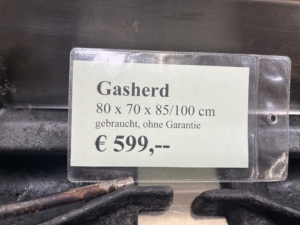 Gasherd
80 x 70 x 85/100 cm
gebraucht, ohne Garantie
€ 599,--